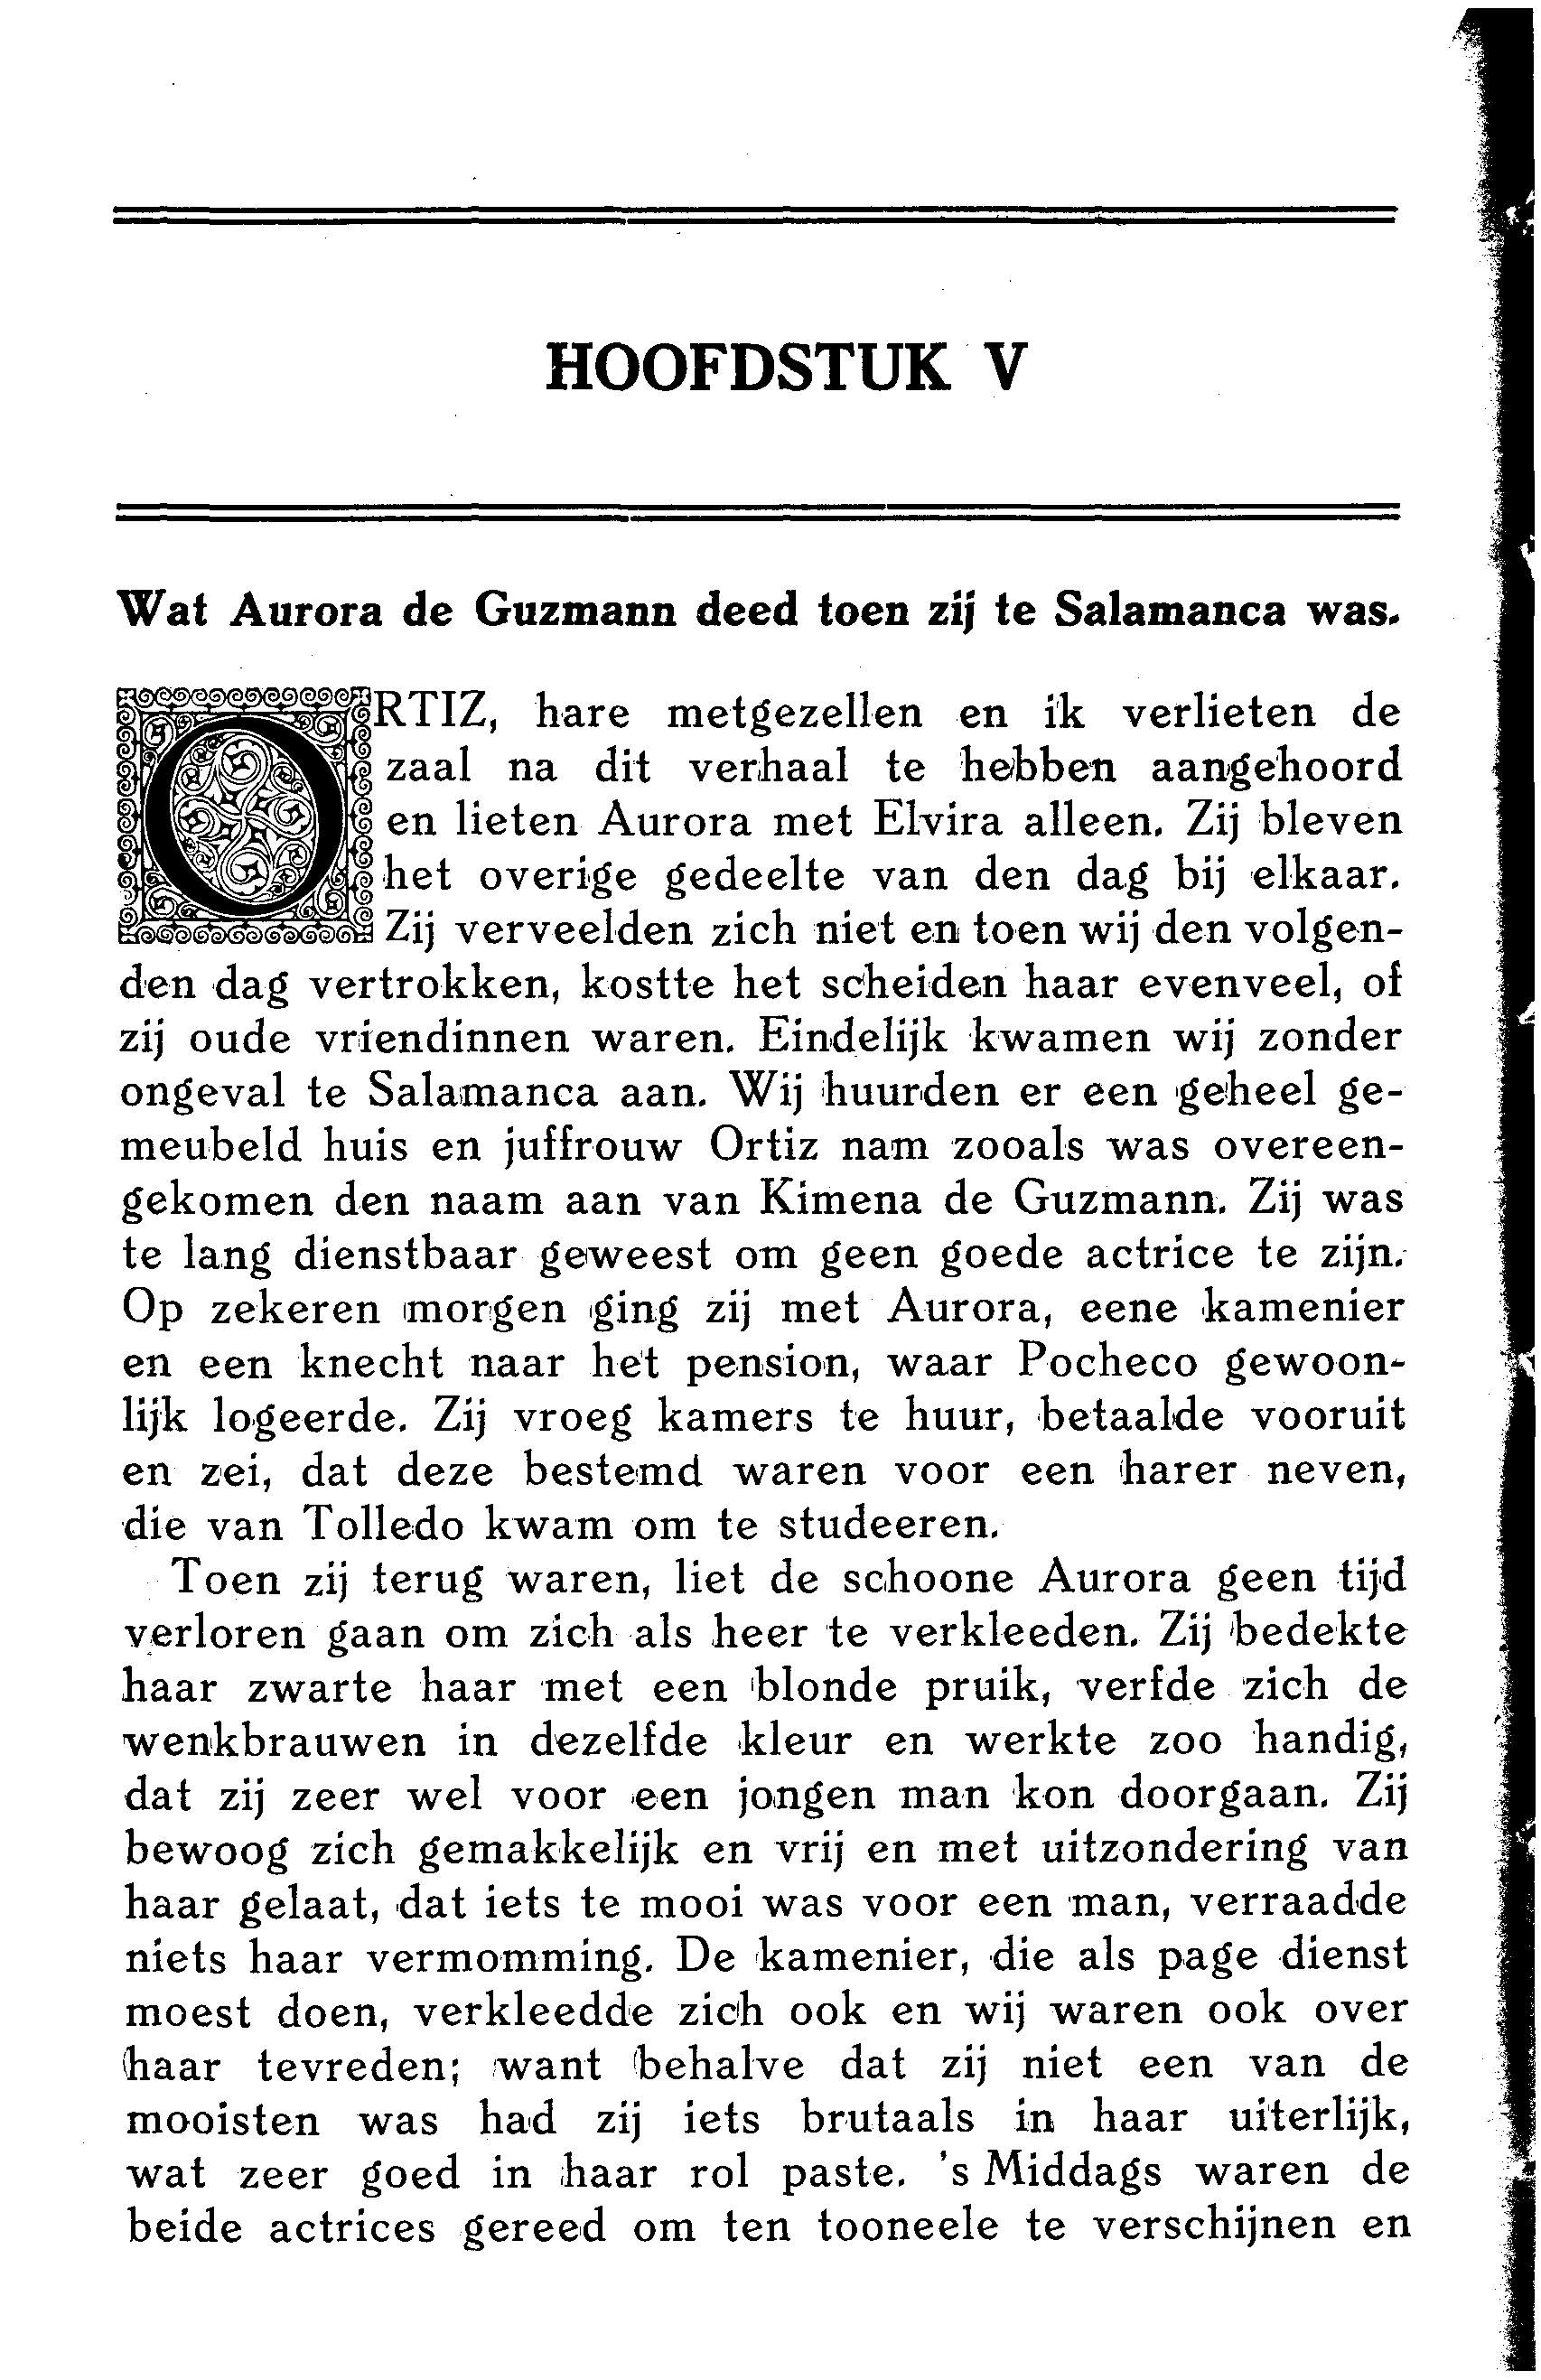 HOOFDSTUK V
Wat Aurora de Guzmann deed toen zij te Salamanca was.
ORTIZ, hare metgezellen en ik verlieten de
zaal na dit verhaal te hebben aangehoord
en lieten Aurora met Elvira alleen. Zij bleven
het overige gedeelte van den dag bij elkaar.
Zij verveelden zich niet en toen wij den volgen-
den dag vertrokken, kostte het scheiden haar evenveel, of
zij oude vriendinnen waren. Eindelijk kwamen wij zonder
ongeval te Salamanca aan. Wij huurden er een geheel ge-
meubeld huis en juffrouw Ortiz nam zooals was overeen-
gekomen den naam aan van Kimena de Guzmann. Zij was
te lang dienstbaar geweest om geen goede actrice te zijn.
Op zekeren morgen ging zij met Aurora, eene kamenier
en een knecht naar het pension, waar Pocheco gewoon-
lijk logeerde. Zij vroeg kamers te huur, betaalde vooruit
en zei, dat deze bestemd waren voor een harer neven,
die van Tolledo kwam om te studeeren.
Toen zij terug waren, liet de schoone Aurora geen tijd
verloren gaan om zich als heer te verkleeden. Zij bedekte
haar zwarte haar met een blonde pruik, verfde zich de
wenkbrauwen in dezelfde kleur en werkte zoo handig,
dat zij zeer wel voor een jongen man kon doorgaan. Zij
bewoog zich gemakkelijk en vrij en met uitzondering van
haar gelaat, dat iets te mooi was voor een man, verraadde
niets haar vermomming. De kamenier, die als page dienst
moest doen, verkleedde zich ook en wij waren ook over
haar tevreden; want behalve dat zij niet een van de
mooisten was had zij iets brutaals in haar uiterlijk,
wat zeer goed in haar rol paste. 's Middags waren de
beide actrices gereed om ten tooneele te verschijnen en